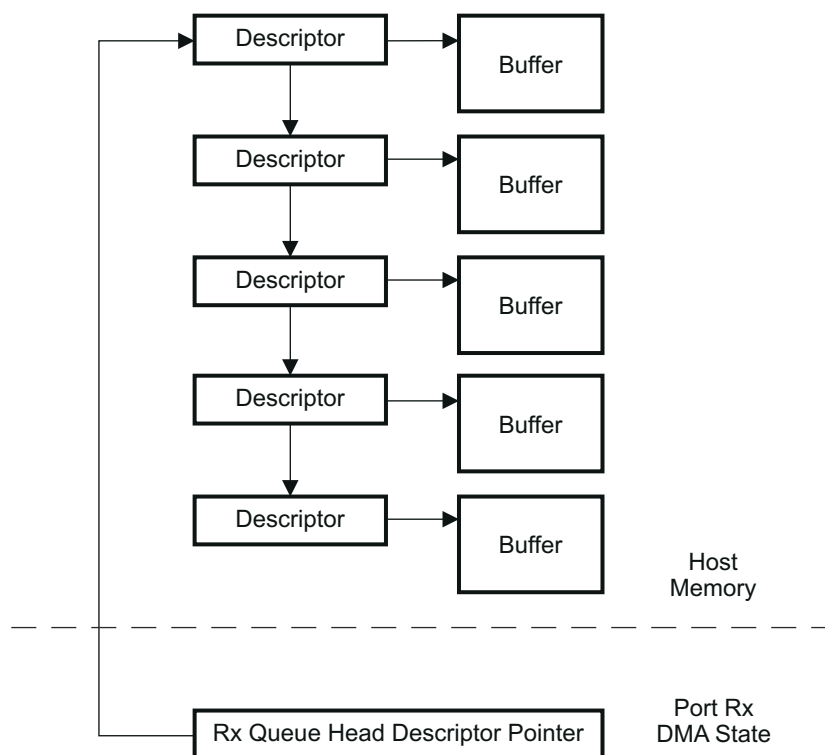 Descriptor
Buffer
Descriptor
Buffer
Descriptor
Buffer
Descriptor
Buffer
Descriptor
Buffer
Host
Memory
Rx Queue Head Descriptor Pointer
Port Rx
DMA State